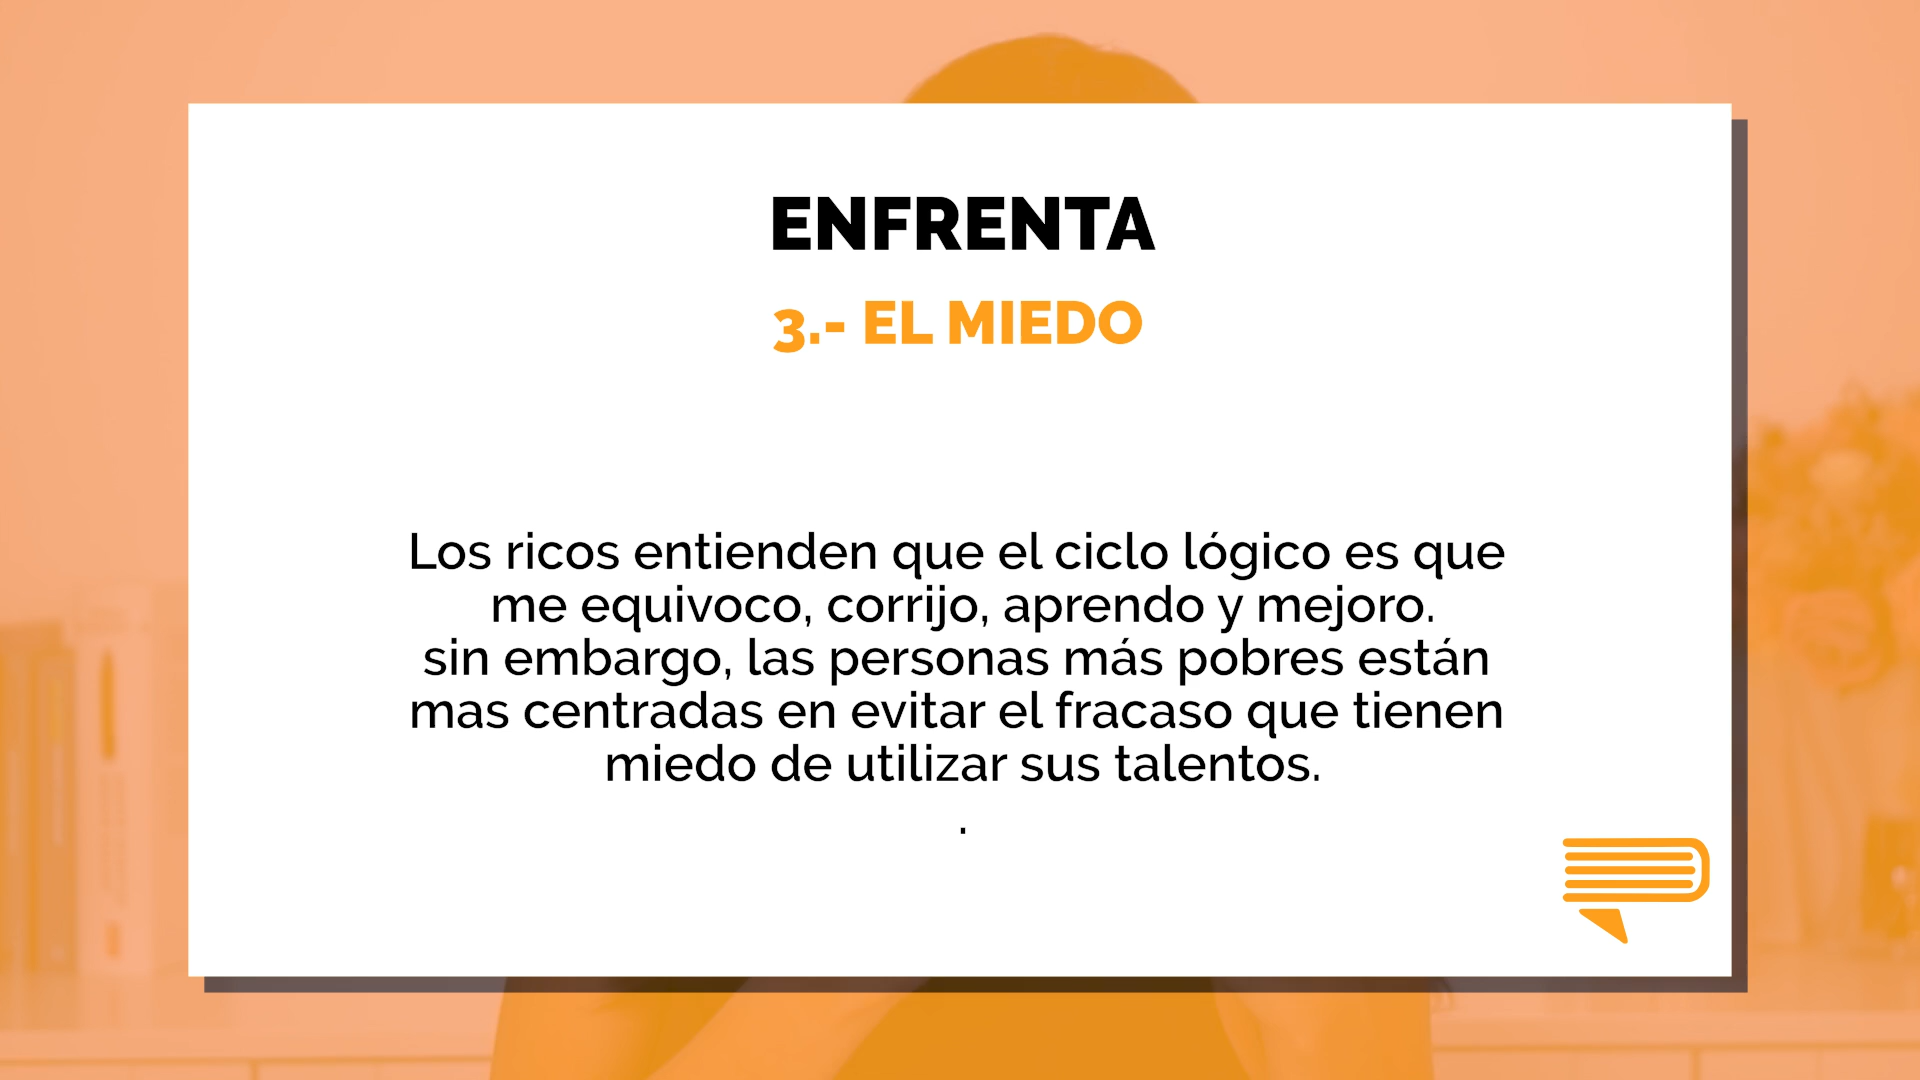 ENFRENTA
3.- EL MIEDO
Los ricos entienden que el ciclo lógico es que
me equivoco, corrijo, aprendo y mejoro.
sin embargo, las personas más pobres están
mas centradas en evitar el fracaso que tienen
miedo de utilizar sus talentos.
.